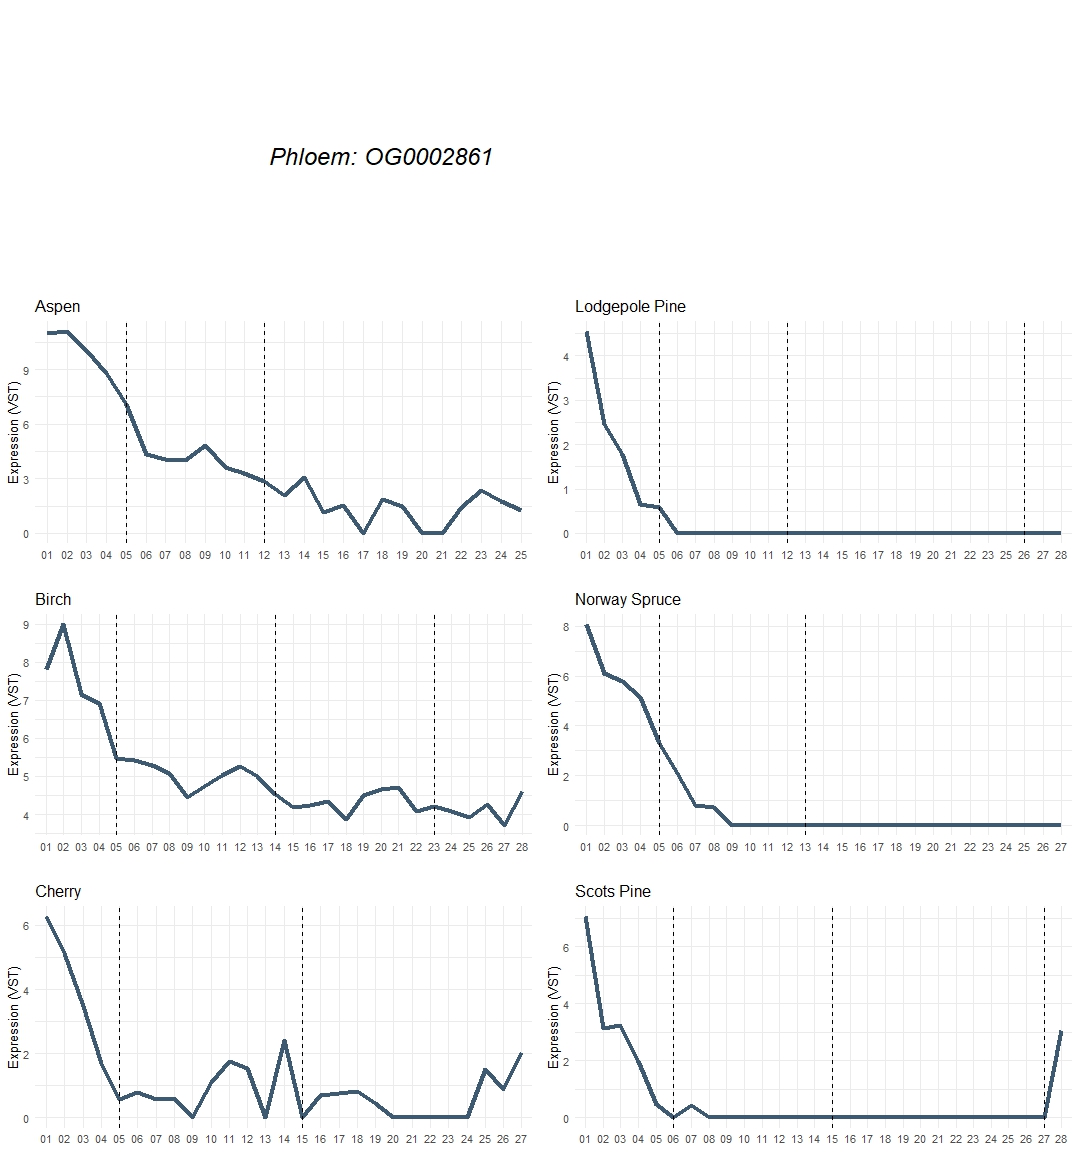 Phloem: OG0002861
Aspen
Expression (VST)
9
6
3
0
01 02 03 04 05 06 07 08 09 10 11 12 13 14 15 16 17 18 19 20 21 22 23 24 25
Lodgepole Pine
Expression (VST)
4
3
2
1
0
01 02 03 04 05 06 07 08 09 10 11 12 13 14 15 16 17 18 19 20 21 22 23 25 26 27 28
Birch
Expression (VST)
9
8
7
6
5
4
01 02 03 04 05 06 07 08 09 10 11 12 13 14 15 16 17 18 19 20 21 22 23 24 25 26 27 28
Norway Spruce
Expression (VST)
8
6
4
2
0
01 02 03 04 05 06 07 08 09 10 11 12 13 14 15 16 17 18 19 20 21 22 23 24 25 26 27
Cherry
Expression (VST)
6
4
2
0
01 02 03 04 05 06 07 08 09 10 11 12 13 14 15 16 17 18 19 20 21 22 23 24 25 26 27
Scots Pine
Expression (VST)
6
4
2
0
01 02 03 04 05 06 07 08 09 10 11 12 13 14 15 16 17 18 19 20 21 22 23 24 25 26 27 28